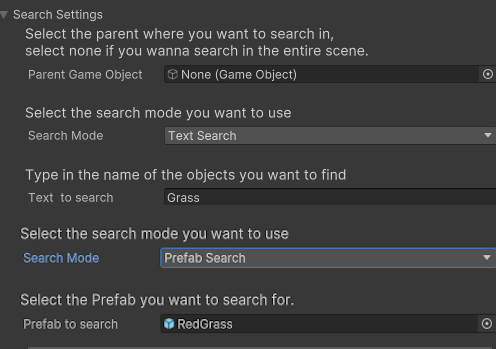 Search Settings
Select the parent where you want to search in,
select none if you wanna search in the entire scene.
Parent Game Object None (Game Object)
Select the search mode you want to use
Search Mode Text Search
Type in the name of the objects you want to find
Text to search Grass
Select the search mode you want to use
Search Mode Prefab Search
Select the Prefab you want to search for.
Prefab to search RedGrass